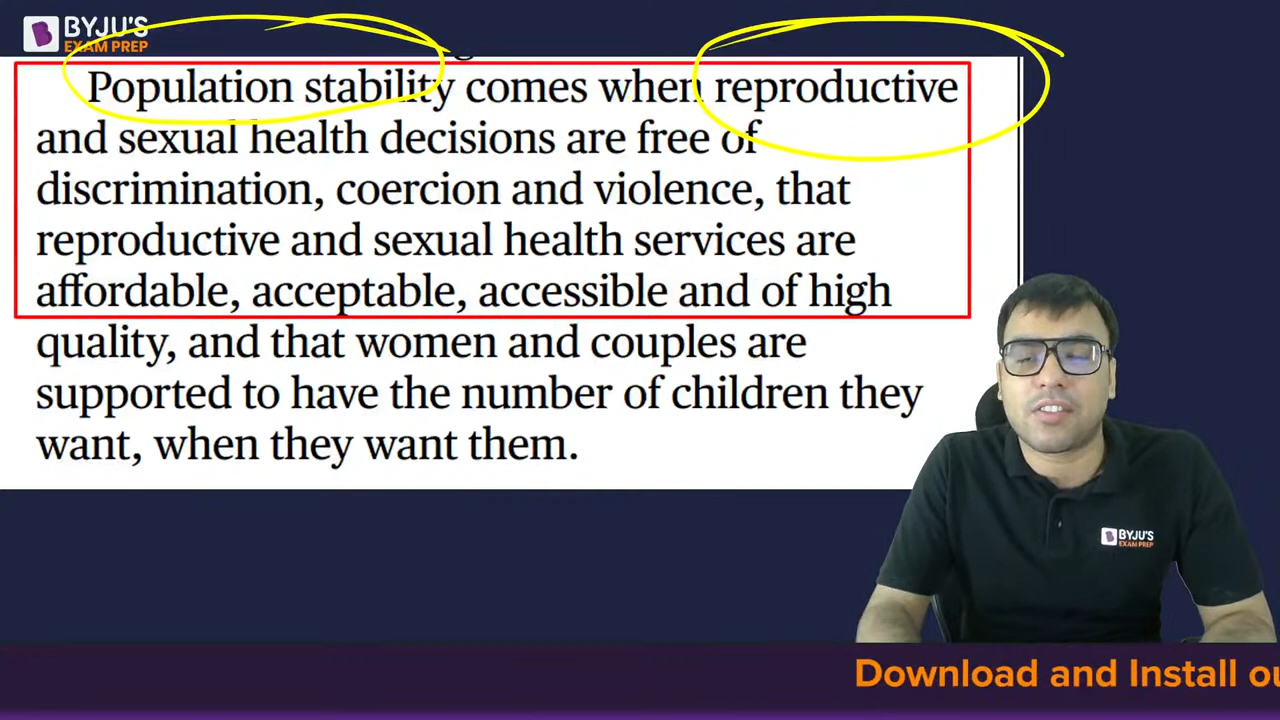 BYJU'S
EXAM PREP
Population stability comes when reproductive
and sexual health decisions are free of
discrimination, coercion and violence, that
reproductive and sexual health services are
affordable, acceptable, accessible and of high
quality, and that women and couples are
supported to have the number of children they
want, when they want them.
BYJU'S
EXAM PREP
Download and Install